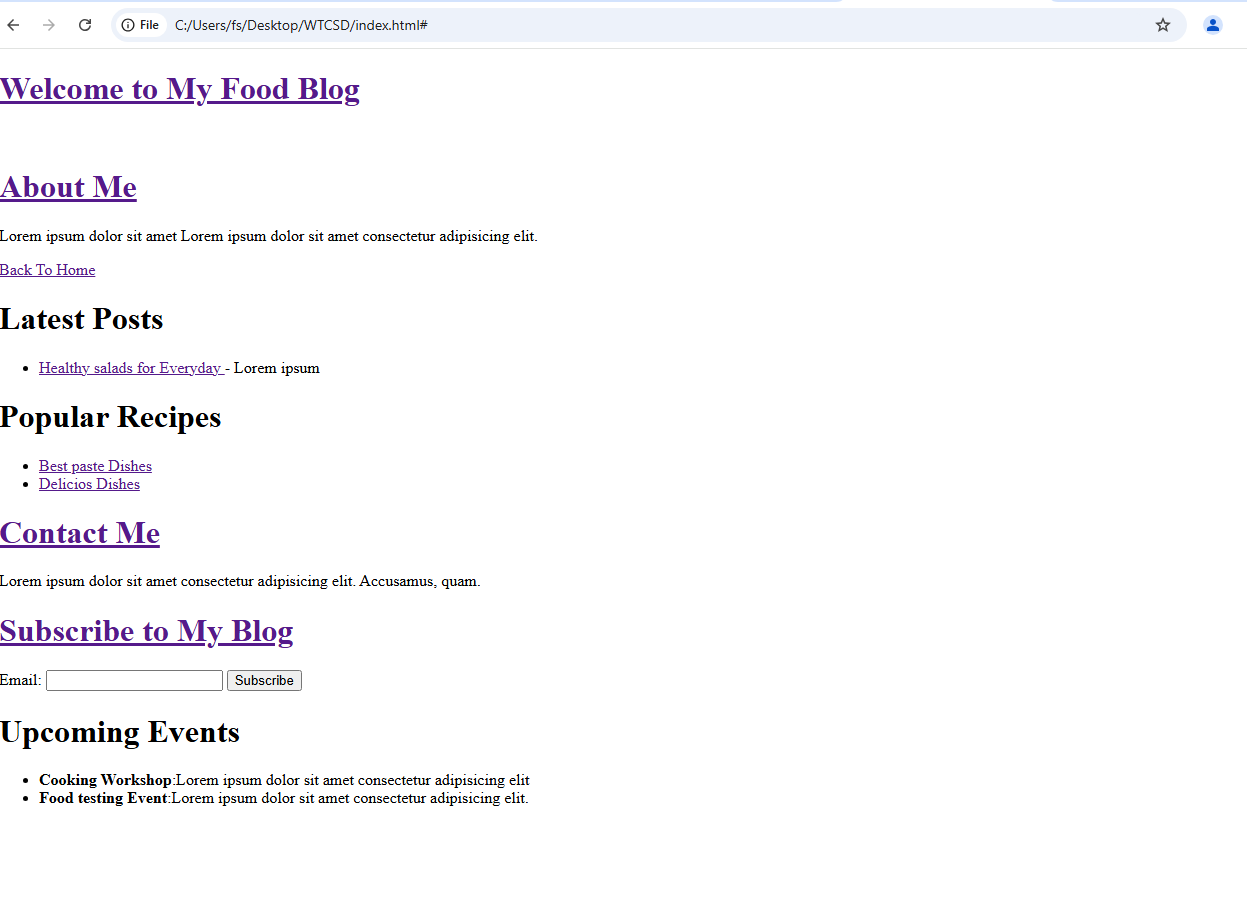 File C:/Users/fs/Desktop/WTCSD/index.html#
Welcome to My Food Blog
About Me
Lorem ipsum dolor sit amet Lorem ipsum dolor sit amet consectetur adipisicing elit.
Back To Home
Latest Posts
Healthy salads for Everyday - Lorem ipsum
Popular Recipes
Best paste Dishes
Delicios Dishes
Contact Me
Lorem ipsum dolor sit amet consectetur adipisicing elit. Accusamus, quam.
Subscribe to My Blog
Email: Subscribe
Upcoming Events
Cooking Workshop:Lorem ipsum dolor sit amet consectetur adipisicing elit
Food testing Event:Lorem ipsum dolor sit amet consectetur adipisicing elit.